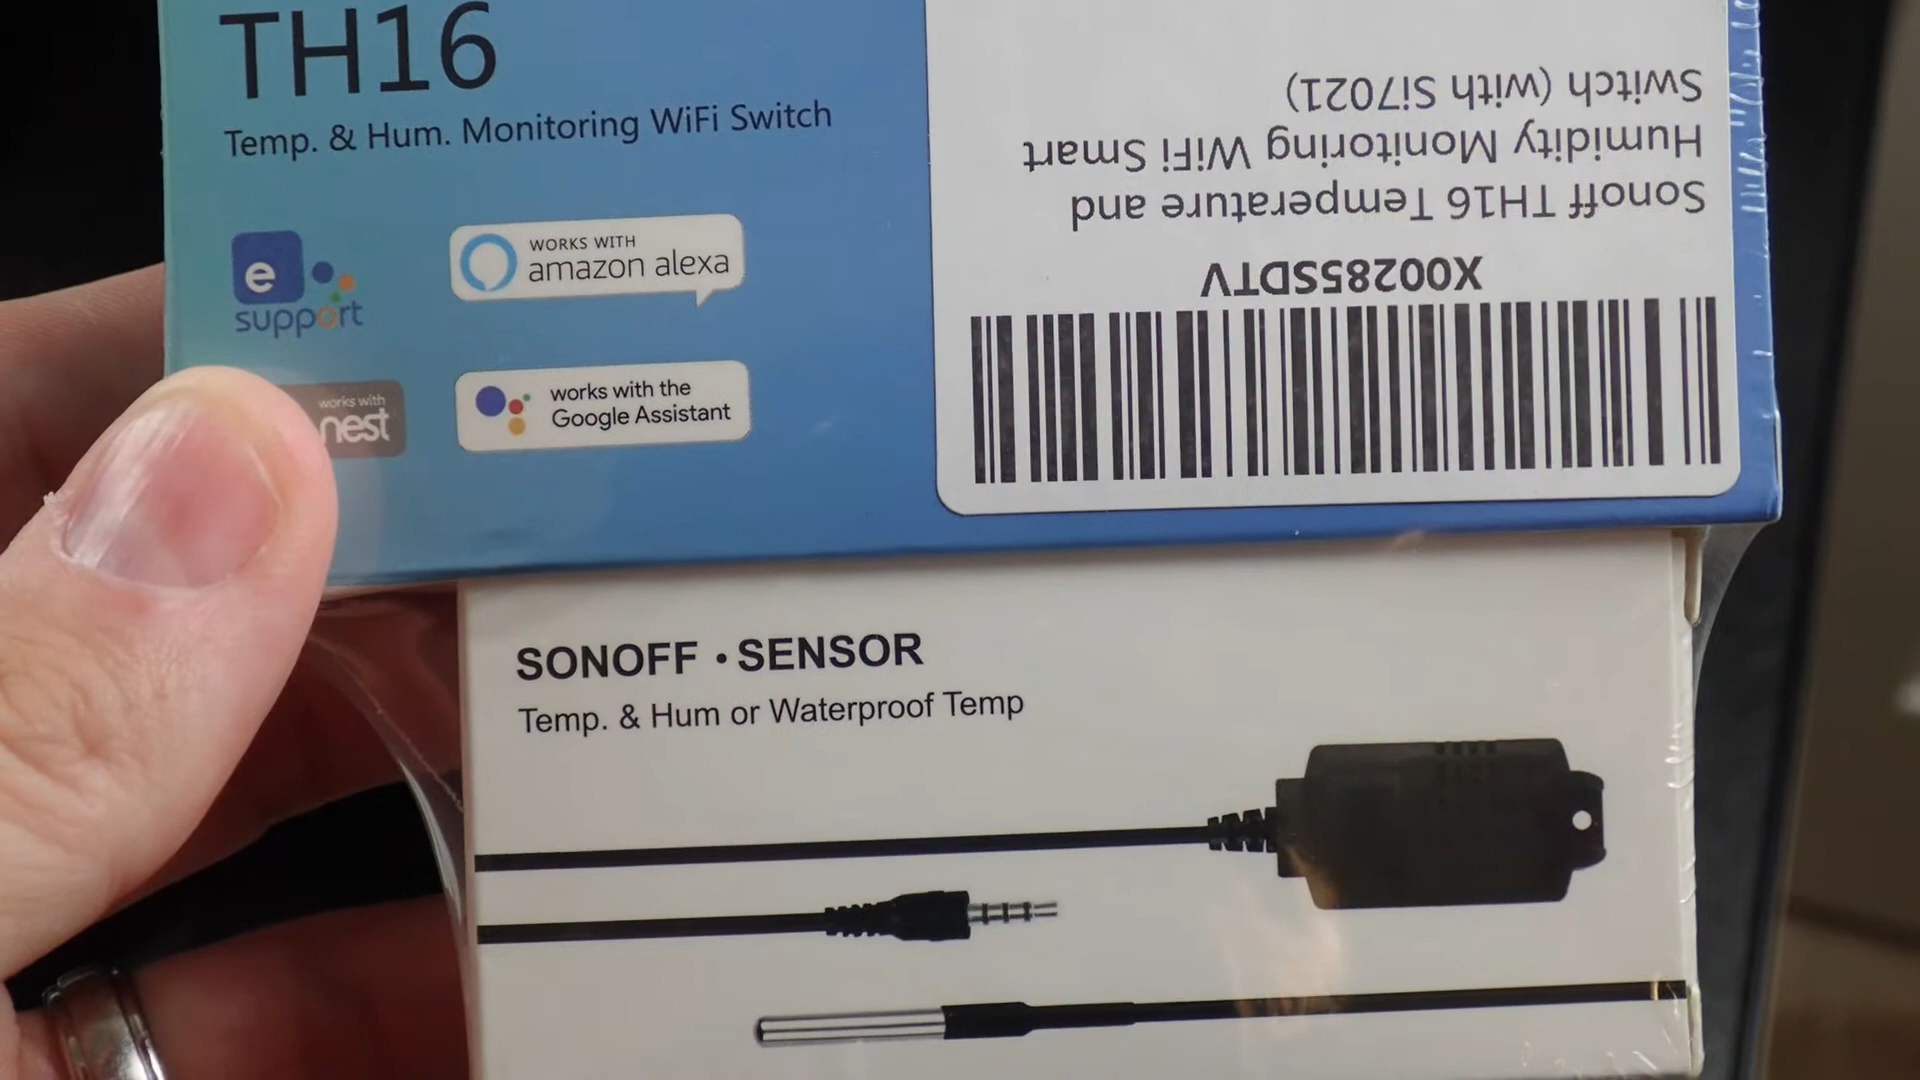 TH16
Temp. & Hum. Monitoring WiFi Switch
e
support
WORKS WITH
amazon alexa
works with
nest
works with the
Google Assistant
X00285SDTV
Sonoff TH16 Temperature and
Humidity Monitoring WiFi Smart
Switch (with Si7021)
SONOFF · SENSOR
Temp. & Hum or Waterproof Temp